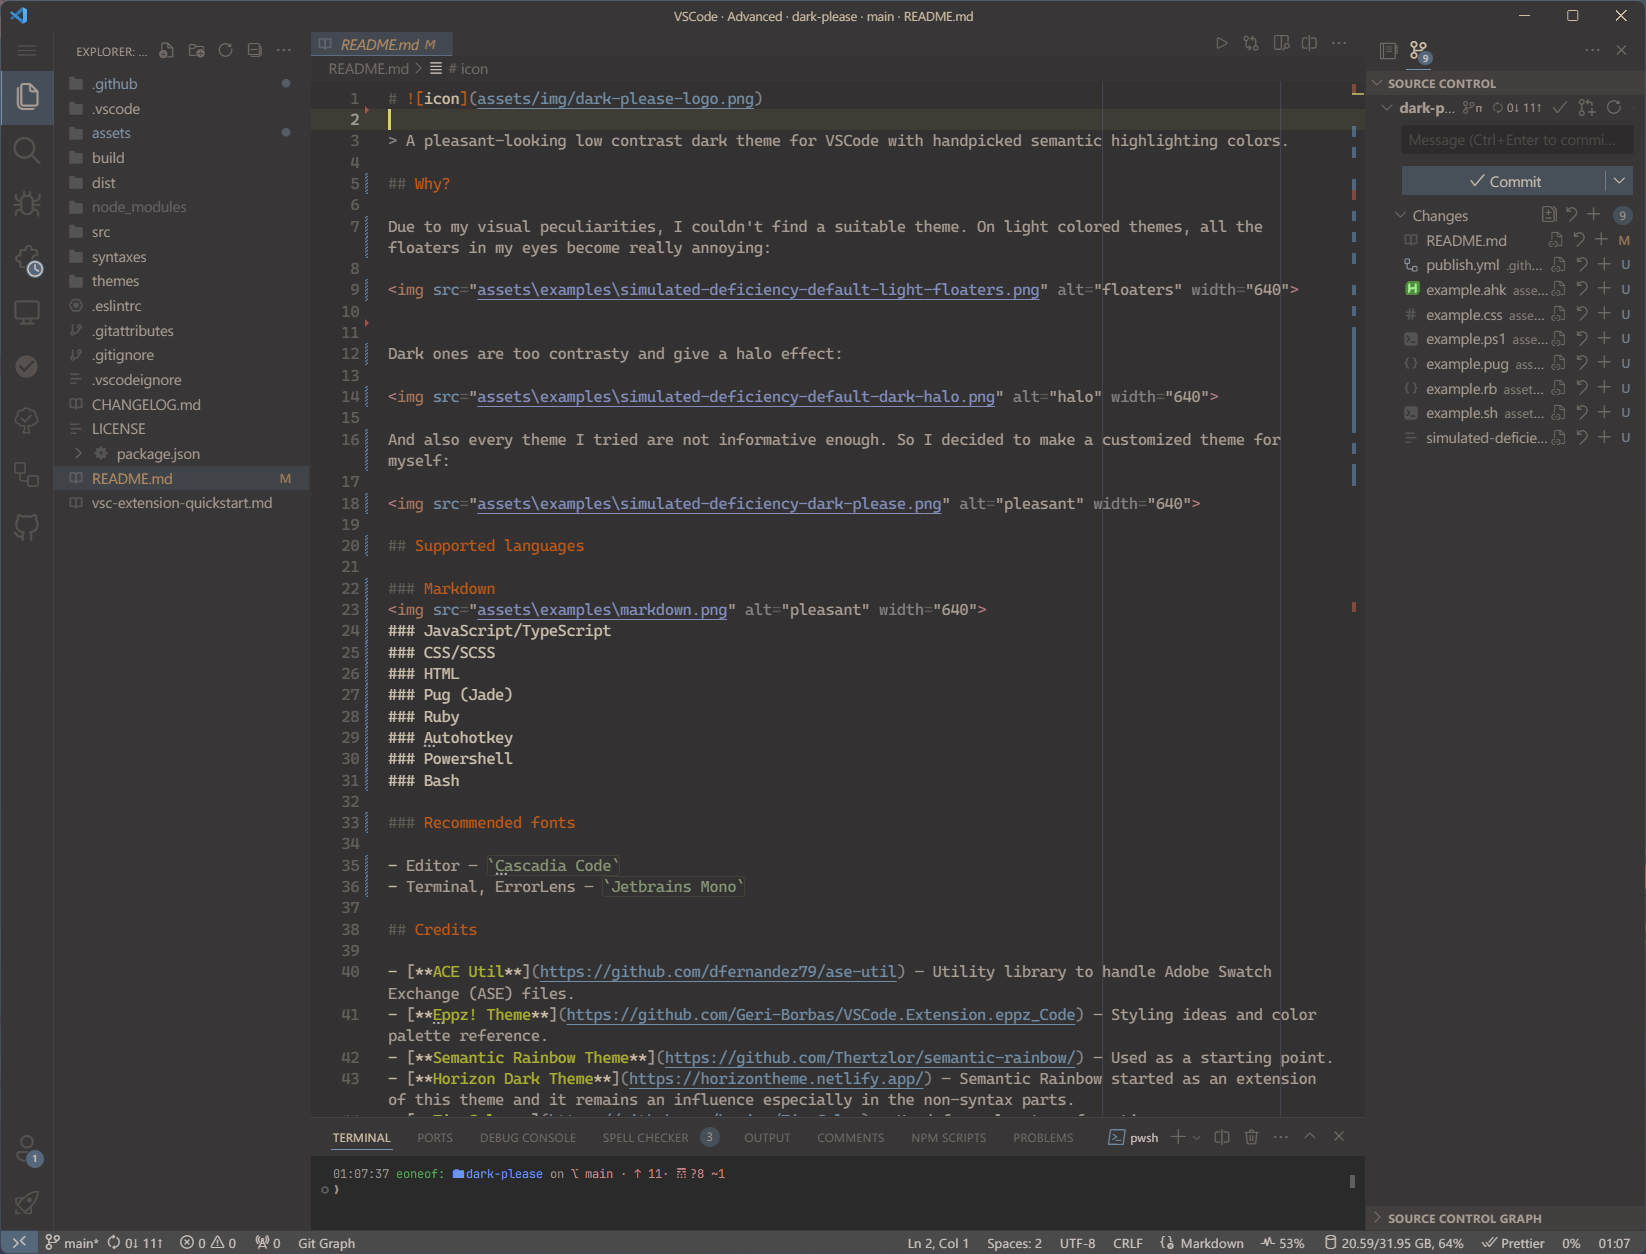 VSCode · Advanced · dark-please · main · README.md
EXPLORER: ...
.github
.vscode
assets
build
dist
node_modules
src
syntaxes
themes
.eslintrc
.gitattributes
.gitignore
.vscodeignore
CHANGELOG.md
LICENSE
package.json
README.md M
vsc-extension-quickstart.md
1
README.md M
README.md > # icon
1 # ![icon](assets/img/dark-please-logo.png)
2
3 > A pleasant-looking low contrast dark theme for VSCode with handpicked semantic highlighting colors.
4
5 ## Why?
6
7 Due to my visual peculiarities, I couldn't find a suitable theme. On light colored themes, all the
floaters in my eyes become really annoying:
8
9 <img src="assets\examples\simulated-deficiency-default-light-floaters.png" alt="floaters" width="640">
10
11
12 Dark ones are too contrasty and give a halo effect:
13
14 <img src="assets\examples\simulated-deficiency-default-dark-halo.png" alt="halo" width="640">
15
16 And also every theme I tried are not informative enough. So I decided to make a customized theme for
myself:
17
18 <img src="assets\examples\simulated-deficiency-dark-please.png" alt="pleasant" width="640">
19
20 ## Supported languages
21
22 ### Markdown
23 <img src="assets\examples\markdown.png" alt="pleasant" width="640">
24 ### JavaScript/TypeScript
25 ### CSS/SCSS
26 ### HTML
27 ### Pug (Jade)
28 ### Ruby
29 ### Autohotkey
30 ### Powershell
31 ### Bash
32
33 ### Recommended fonts
34
35 - Editor – `Cascadia Code`
36 - Terminal, ErrorLens – `Jetbrains Mono`
37
38 ## Credits
39
40 - [**ACE Util**](https://github.com/dfernandez79/ase-util) – Utility library to handle Adobe Swatch
Exchange (ASE) files.
41 - [**Eppz! Theme**](https://github.com/Geri-Borbas/VSCode.Extension.eppz_Code) – Styling ideas and color
palette reference.
42 - [**Semantic Rainbow Theme**](https://github.com/Thertzlor/semantic-rainbow/) – Used as a starting point.
43 - [**Horizon Dark Theme**](https://horizontheme.netlify.app/) – Semantic Rainbow started as an extension
of this theme and it remains an influence especially in the non-syntax parts.
TERMINAL PORTS DEBUG CONSOLE SPELL CHECKER 3 OUTPUT COMMENTS NPM SCRIPTS PROBLEMS pwsh
01:07:37 eoneof: dark-please on main · ↑ 11· ?8 ~1
9
SOURCE CONTROL
dark-p... 0↓ 11↑
Message (Ctrl+Enter to commi...
Commit
Changes 9
README.md M
publish.yml .gith... U
example.ahk asse... U
example.css asse... U
example.ps1 asse... U
example.pug ass... U
example.rb asset... U
example.sh asset... U
simulated-deficie... U
SOURCE CONTROL GRAPH
main* 0↓ 11↑ 0 0 0 Git Graph Ln 2, Col 1 Spaces: 2 UTF-8 CRLF Markdown 53% 20.59/31.95 GB, 64% Prettier 0% 01:07